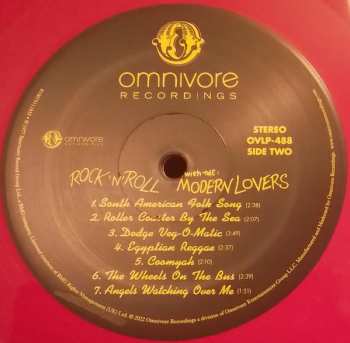 omnivore
RECORDINGS
STEREO
OVLP-488
SIDE TWO
ROCK 'N' ROLL with THE MODERN LOVERS
1. South American Folk Song (2:38)
2. Roller Coaster By The Sea (2:07)
3. Dodge Veg-O-Matic (3:37)
4. Egyptian Reggae (2:37)
5. Coomyah (2:10)
6. The Wheels On The Bus (2:39)
7. Angels Watching Over Me (1:51)